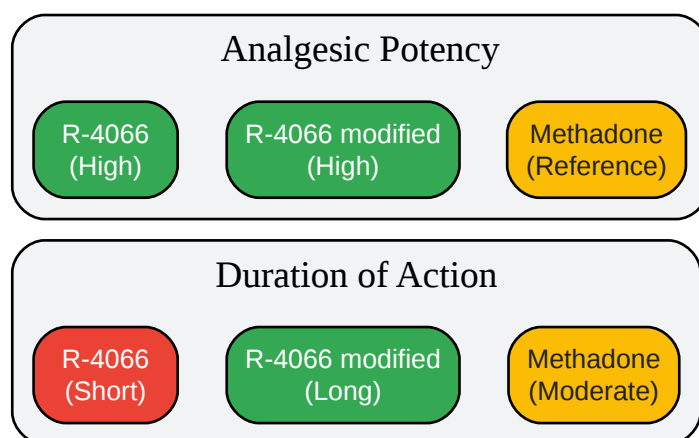 Analgesic Potency
R-4066
(High)
R-4066 modified
(High)
Methadone
(Reference)
Duration of Action
R-4066
(Short)
R-4066 modified
(Long)
Methadone
(Moderate)